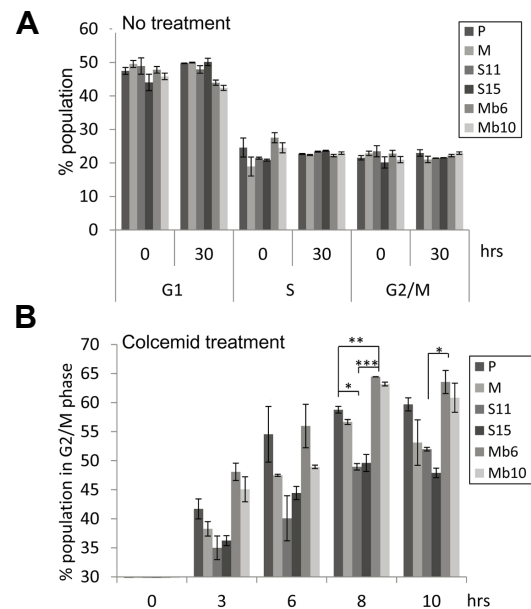 A
No treatment
60
50
40
30
20
10
0
% population
P
M
S11
S15
Mb6
Mb10
0 30 0 30 0 30 hrs
G1 S G2/M
B
Colcemid treatment
70
65
60
55
50
45
40
35
30
% population in G2/M phase
**
***
*
*
P
M
S11
S15
Mb6
Mb10
0 3 6 8 10 hrs